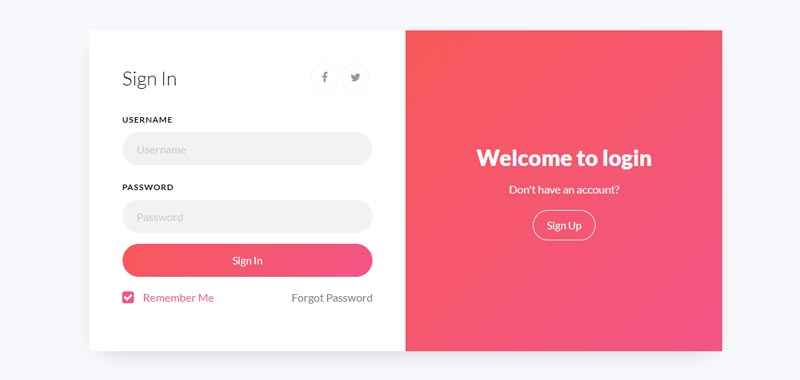 Sign In
USERNAME
Username
PASSWORD
Password
Sign In
Remember Me
Forgot Password
Welcome to login
Don't have an account?
Sign Up